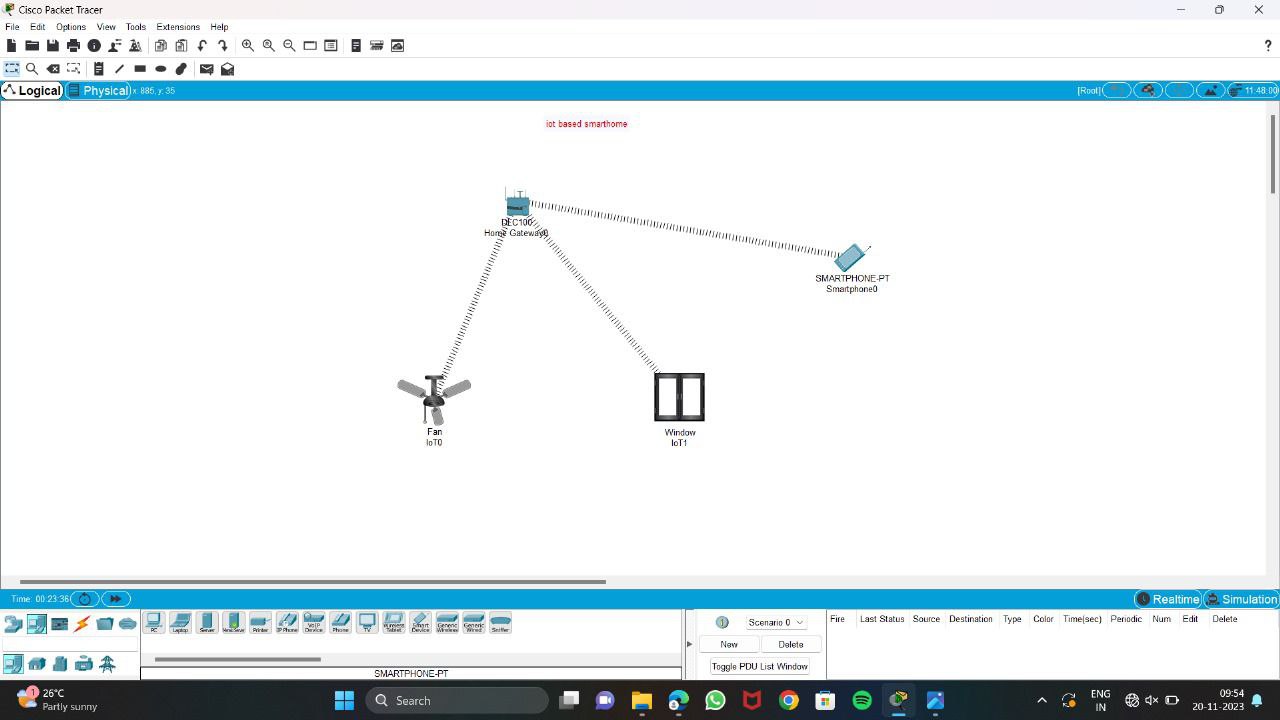 Cisco Packet Tracer
File Edit Options View Tools Extensions Help
?
Logical Physical x: 885, y: 35 [Root] 11:48:00
iot based smarthome
DLC100
Home Gateway0
SMARTPHONE-PT
Smartphone0
Fan
IoT0
Window
IoT1
Time: 00:23:36 Realtime Simulation
PC Laptop Server Printer IP Phone VoIP Device Phone TV Wireless Tablet Smart Device Generic Wireless Generic Wired Sniffer
SMARTPHONE-PT
Scenario 0
New Delete
Toggle PDU List Window
Fire Last Status Source Destination Type Color Time(sec) Periodic Num Edit Delete
1
26°C
Partly sunny
Search
ENG
IN
09:54
20-11-2023